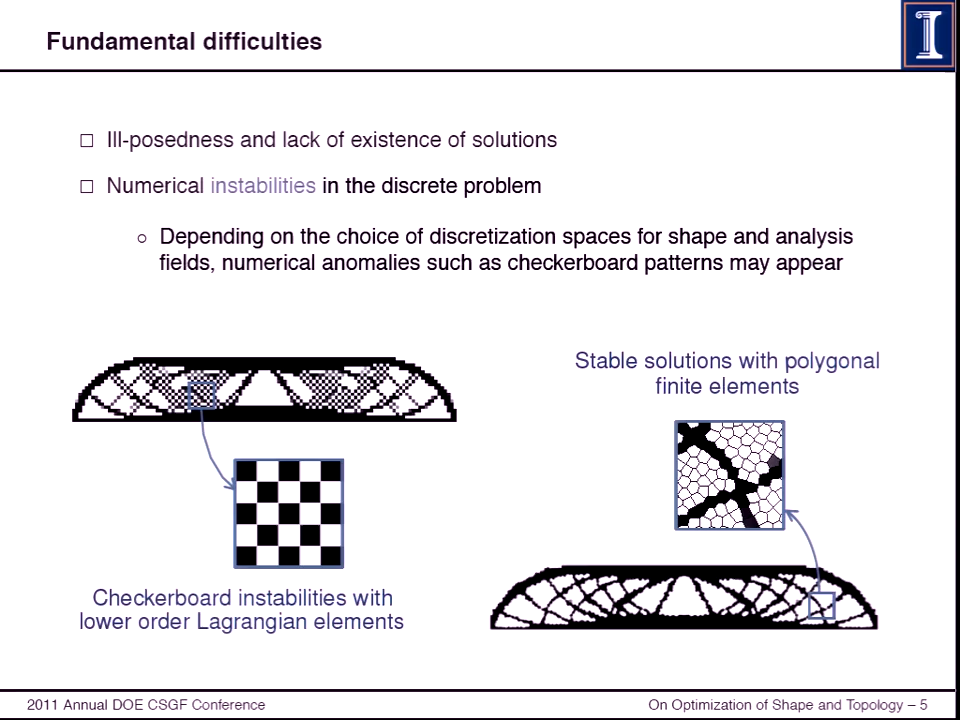 Fundamental difficulties
I
Ill-posedness and lack of existence of solutions
Numerical instabilities in the discrete problem
Depending on the choice of discretization spaces for shape and analysis
fields, numerical anomalies such as checkerboard patterns may appear
Stable solutions with polygonal
finite elements
Checkerboard instabilities with
lower order Lagrangian elements
2011 Annual DOE CSGF Conference
On Optimization of Shape and Topology – 5